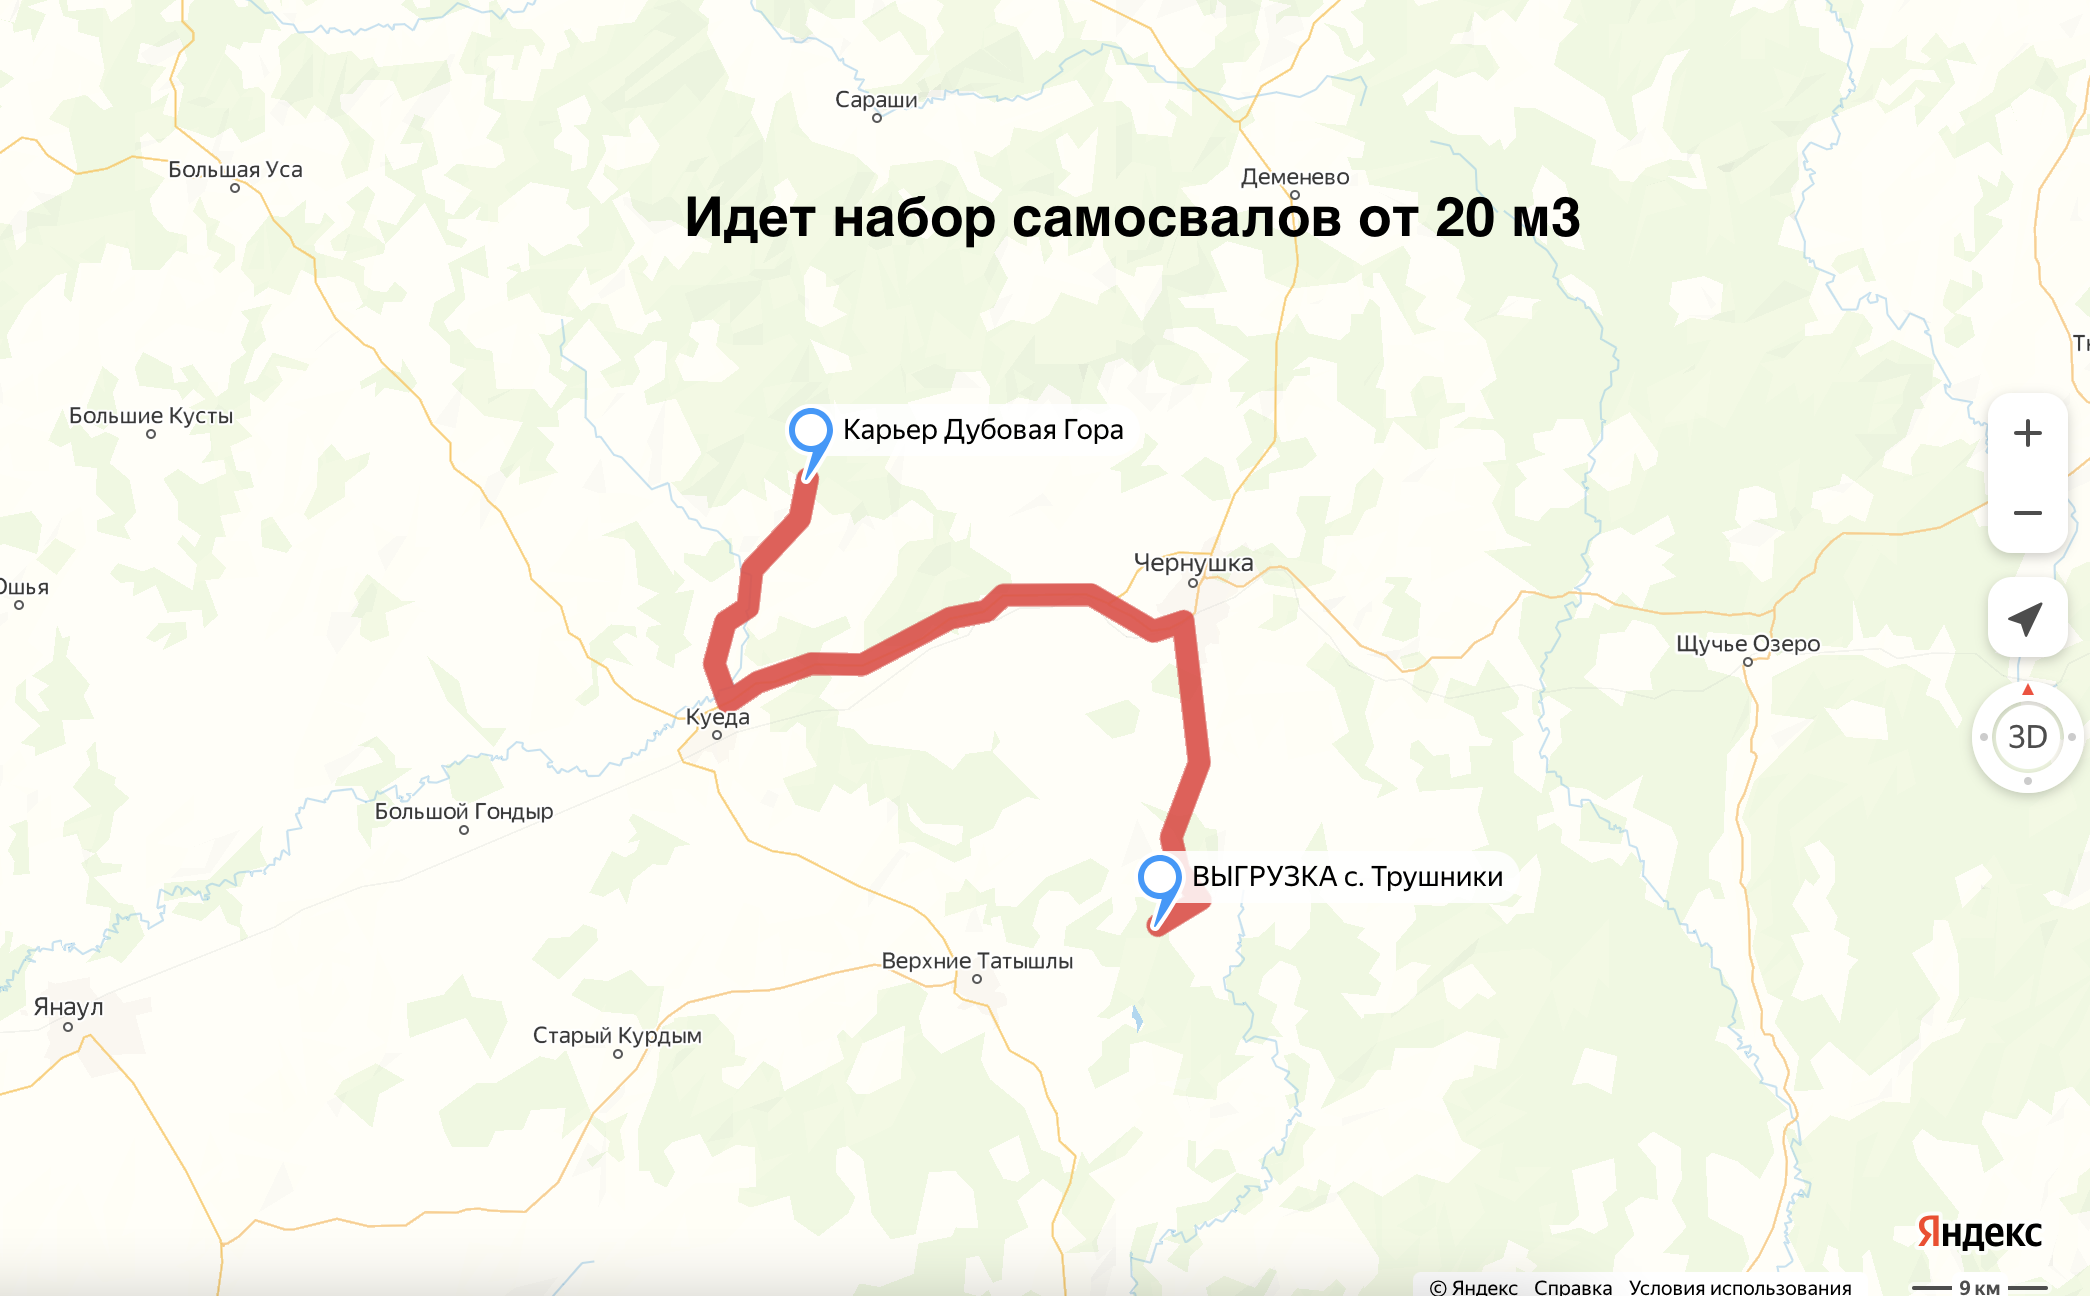 Сараши
Большая Уса
Деменево
Идет набор самосвалов от 20 м3
Большие Кусты
Карьер Дубовая Гора
Чернушка
Ошья
Щучье Озеро
Куеда
3D
Большой Гондыр
ВЫГРУЗКА с. Трушники
Верхние Татышлы
Янаул
Старый Курдым
Яндекс
© Яндекс Справка Условия использования
9 км